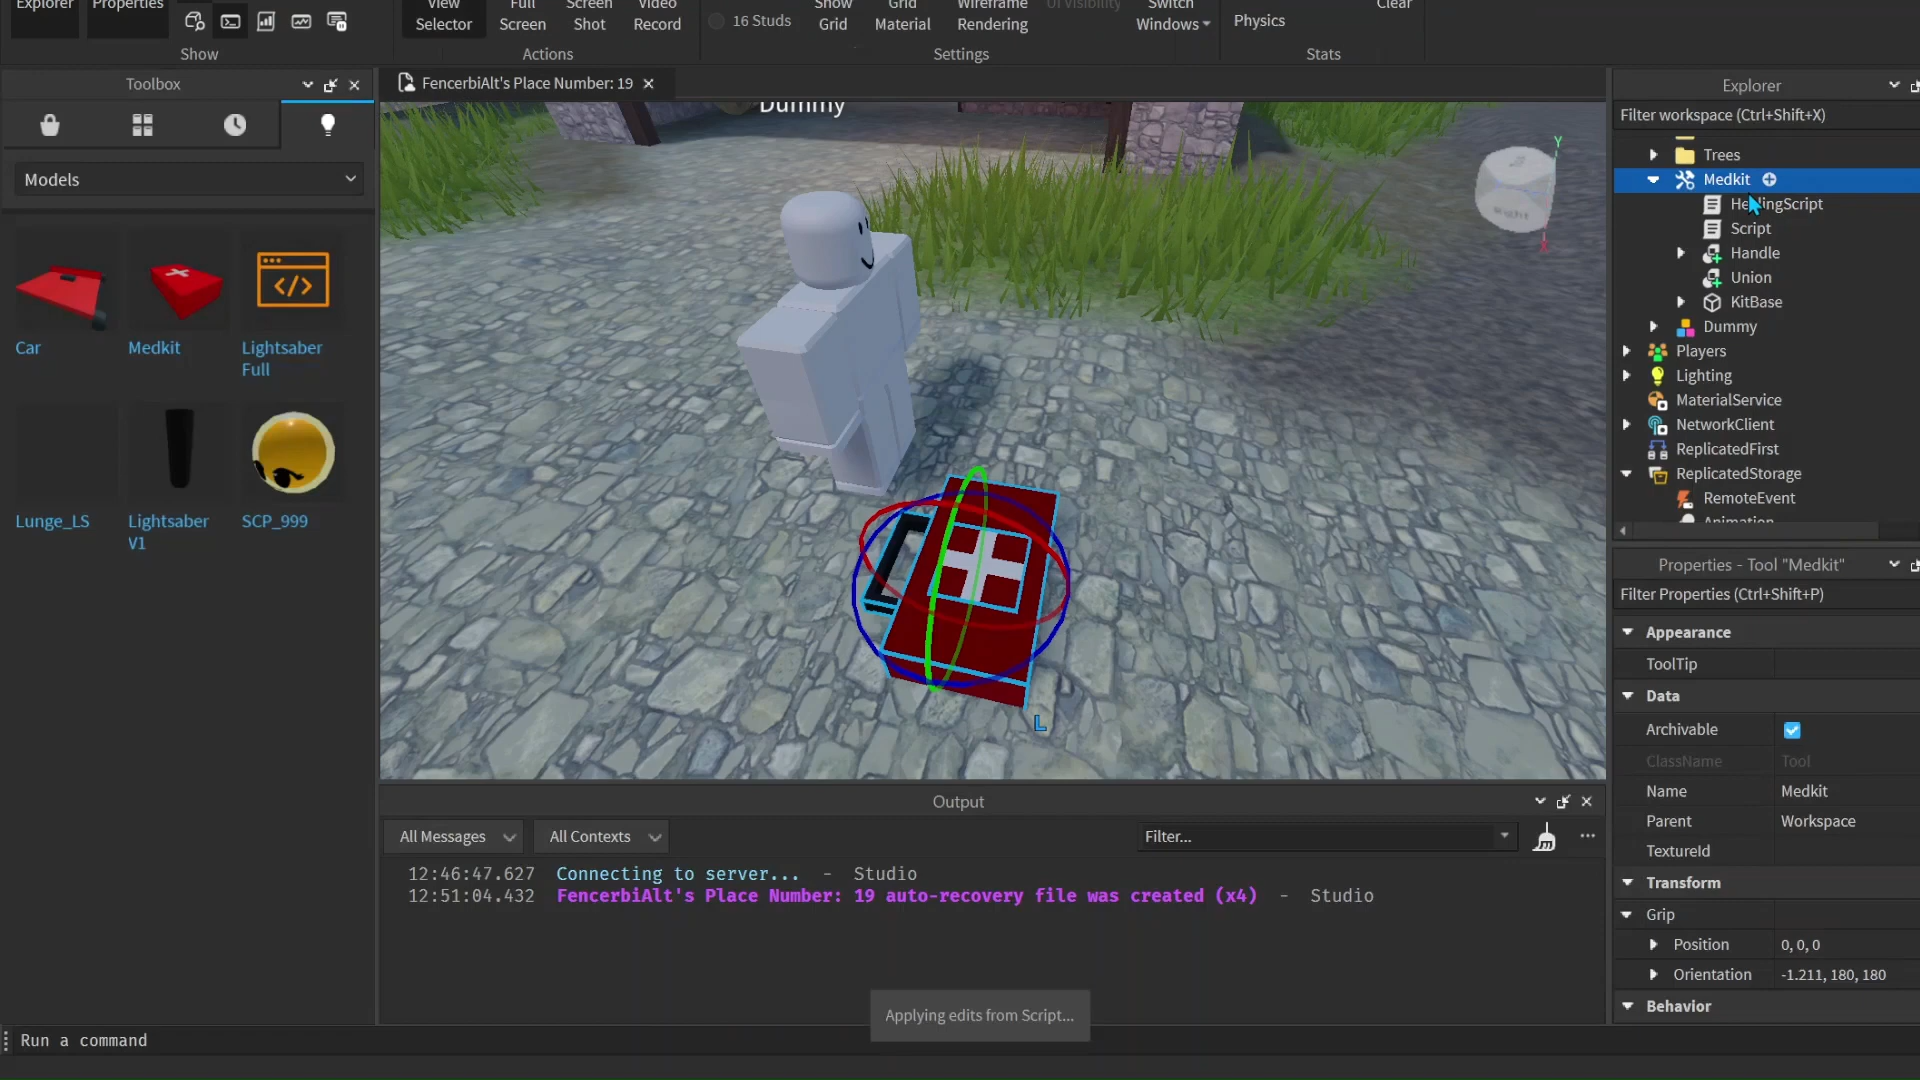 Explorer
Properties
Show
View
Selector
Full
Screen
Screen
Shot
Video
Record
Actions
16 Studs
Show
Grid
Grid
Material
Wireframe
Rendering
UI Visibility
Switch
Windows
Settings
Physics
Clear
Stats
Toolbox
Models
Car
Medkit
Lightsaber
Full
Lunge_LS
Lightsaber
V1
SCP_999
FencerbiAlt's Place Number: 19
Dummy
Y
L
Output
All Messages
All Contexts
Filter...
12:46:47.627 Connecting to server... - Studio
12:51:04.432 FencerbiAlt's Place Number: 19 auto-recovery file was created (x4) - Studio
Applying edits from Script...
Run a command
Explorer
Filter workspace (Ctrl+Shift+X)
Trees
Medkit
HealingScript
Script
Handle
Union
KitBase
Dummy
Players
Lighting
MaterialService
NetworkClient
ReplicatedFirst
ReplicatedStorage
RemoteEvent
Animation
Properties - Tool "Medkit"
Filter Properties (Ctrl+Shift+P)
Appearance
ToolTip
Data
Archivable
ClassName Tool
Name Medkit
Parent Workspace
TextureId
Transform
Grip
Position 0, 0, 0
Orientation -1.211, 180, 180
Behavior